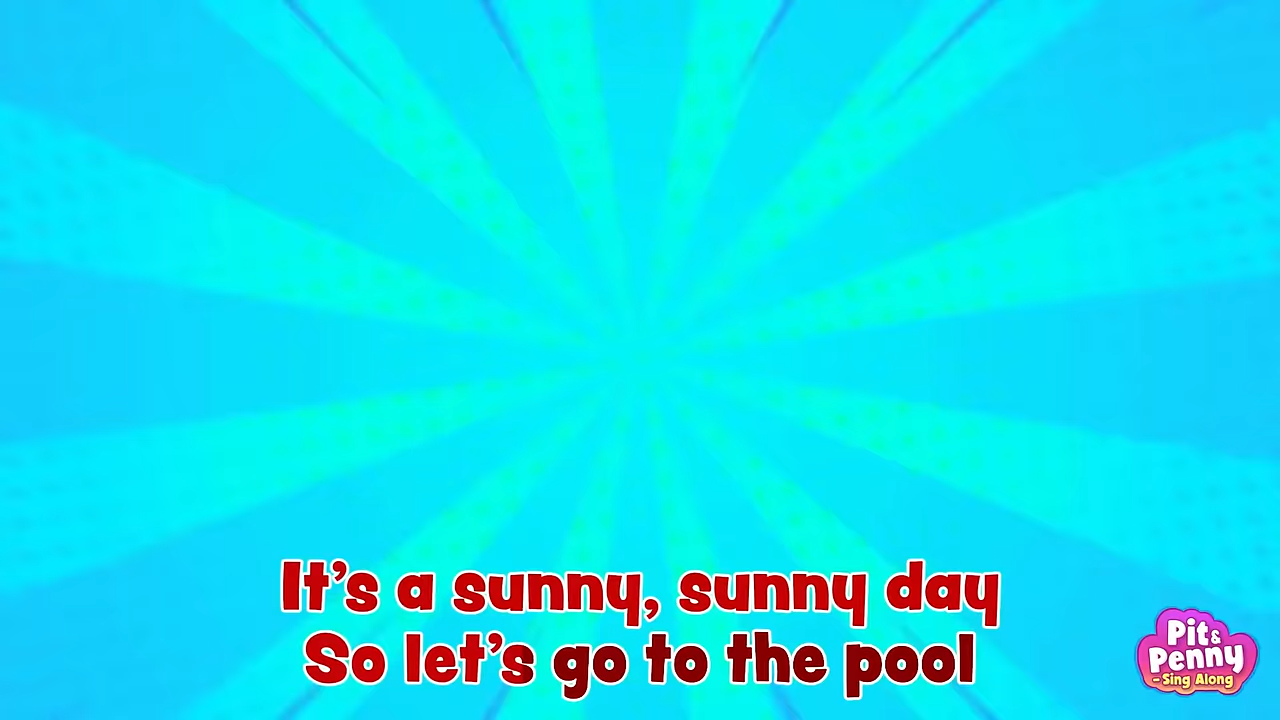 It's a sunny, sunny day
So let's go to the pool
Pit &
Penny
- Sing Along